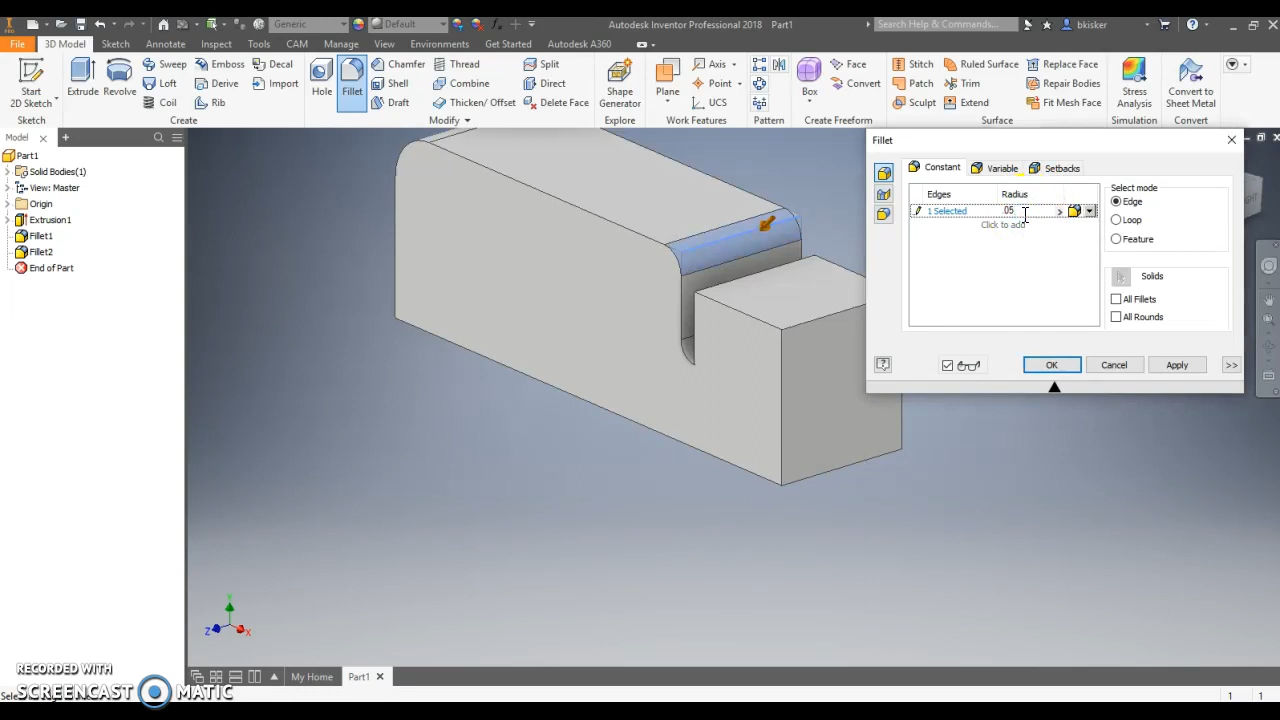 I PRO Generic Default Autodesk Inventor Professional 2018 Part1 Search Help & Commands... bkisker
File 3D Model Sketch Annotate Inspect Tools CAM Manage View Environments Get Started Autodesk A360
Start 2D Sketch Extrude Revolve Sweep Loft Coil Emboss Derive Rib Decal Import Hole Fillet Chamfer Shell Draft Thread Combine Thicken/ Offset Split Direct Delete Face Shape Generator Plane Axis Point UCS Box Face Convert Stitch Patch Sculpt Ruled Surface Trim Extend Replace Face Repair Bodies Fit Mesh Face Stress Analysis Convert to Sheet Metal
Sketch Create Modify Explore Work Features Pattern Create Freeform Surface Simulation Convert
Model
Part1
Solid Bodies(1)
View: Master
Origin
Extrusion1
Fillet1
Fillet2
End of Part
Fillet
Constant Variable Setbacks
Edges Radius
1 Selected .05
Click to add
Select mode
Edge
Loop
Feature
Solids
All Fillets
All Rounds
OK Cancel Apply >>
RIGHT
Y
Z X
My Home Part1
RECORDED WITH
SCREENCAST MATIC
1 1